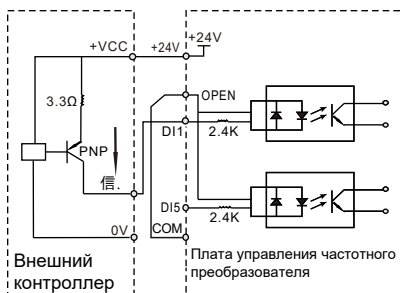 +24V
+VCC
+24V
3.3Ω
OPEN
PNP
DI1
2.4K
信.
DI5
2.4K
0V
COM
Внешний
контроллер
Плата управления частотного
преобразователя